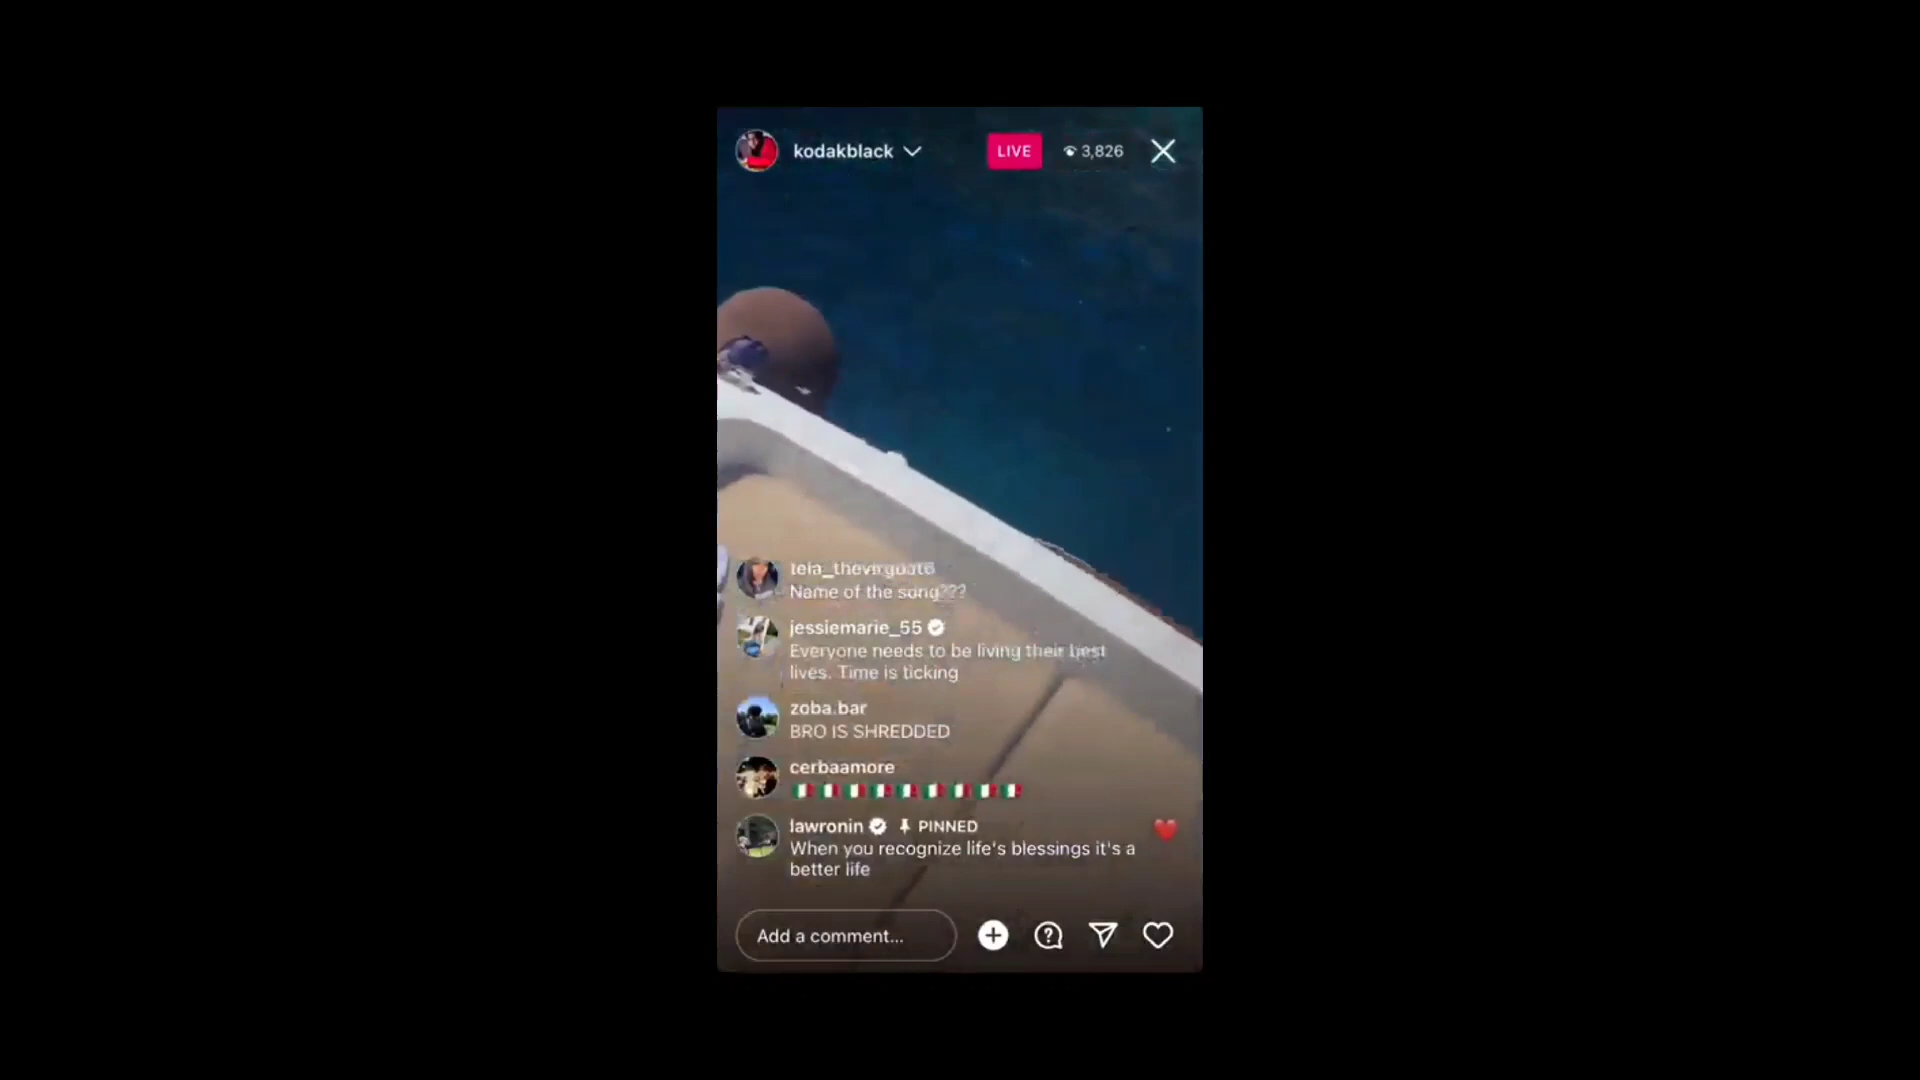 kodakblack
LIVE
3,826
Name of the song???
jessiemarie_55
Everyone needs to be living their best
lives. Time is ticking
zoba.bar
BRO IS SHREDDED
cerbaamore
lawronin PINNED
When you recognize life's blessings it's a
better life
Add a comment...